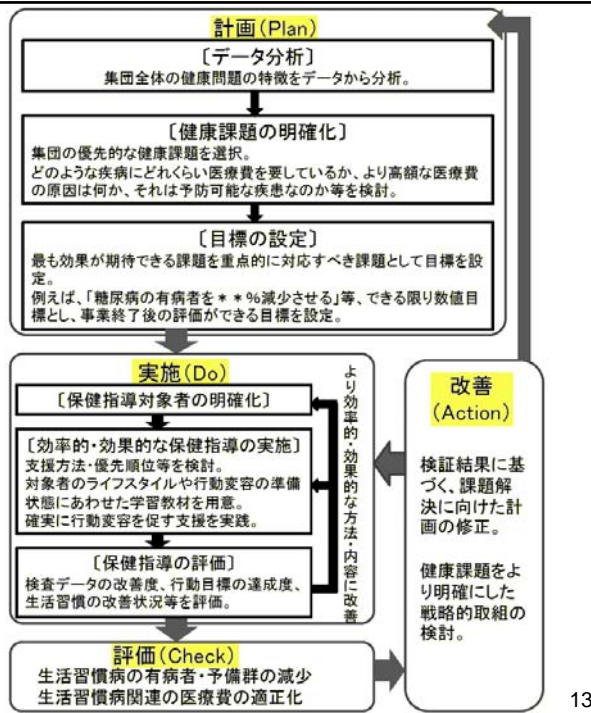 計画(Plan)
〔データ分析〕
集団全体の健康問題の特徴をデータから分析。
〔健康課題の明確化〕
集団の優先的な健康課題を選択。
どのような疾病にどれくらい医療費を要しているか、より高額な医療費
の原因は何か、それは予防可能な疾患なのか等を検討。
〔目標の設定〕
最も効果が期待できる課題を重点的に対応すべき課題として目標を設
定。
例えば、「糖尿病の有病者を＊＊%減少させる」等、できる限り数値目
標とし、事業終了後の評価ができる目標を設定。
実施(Do)
〔保健指導対象者の明確化〕
〔効率的・効果的な保健指導の実施〕
支援方法・優先順位等を検討。
対象者のライフスタイルや行動変容の準備
状態にあわせた学習教材を用意。
確実に行動変容を促す支援を実践。
〔保健指導の評価〕
検査データの改善度、行動目標の達成度、
生活習慣の改善状況等を評価。
より効率的・効果的な方法・内容に改善
評価(Check)
生活習慣病の有病者・予備群の減少
生活習慣病関連の医療費の適正化
改善
(Action)
検証結果に基
づく、課題解
決に向けた計
画の修正。
健康課題をよ
り明確にした
戦略的取組の
検討。
13